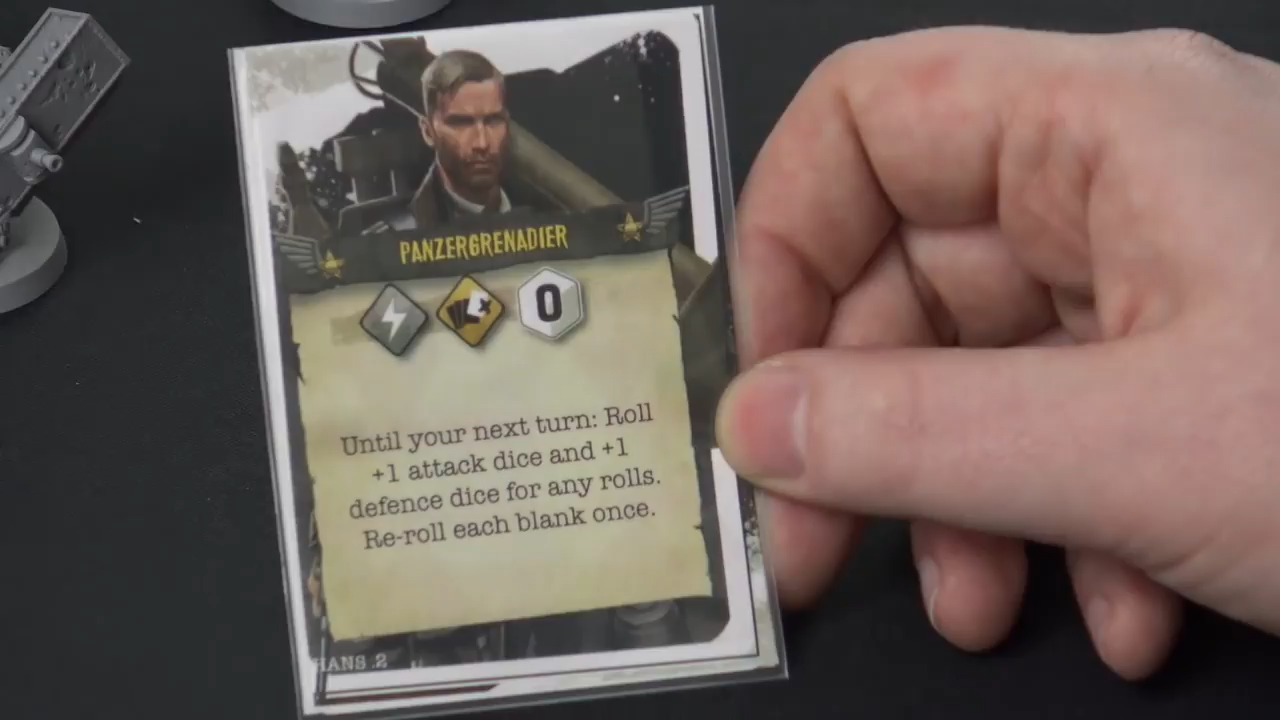 PANZERGRENADIER
0
Until your next turn: Roll
+1 attack dice and +1
defence dice for any rolls.
Re-roll each blank once.
HANS .2